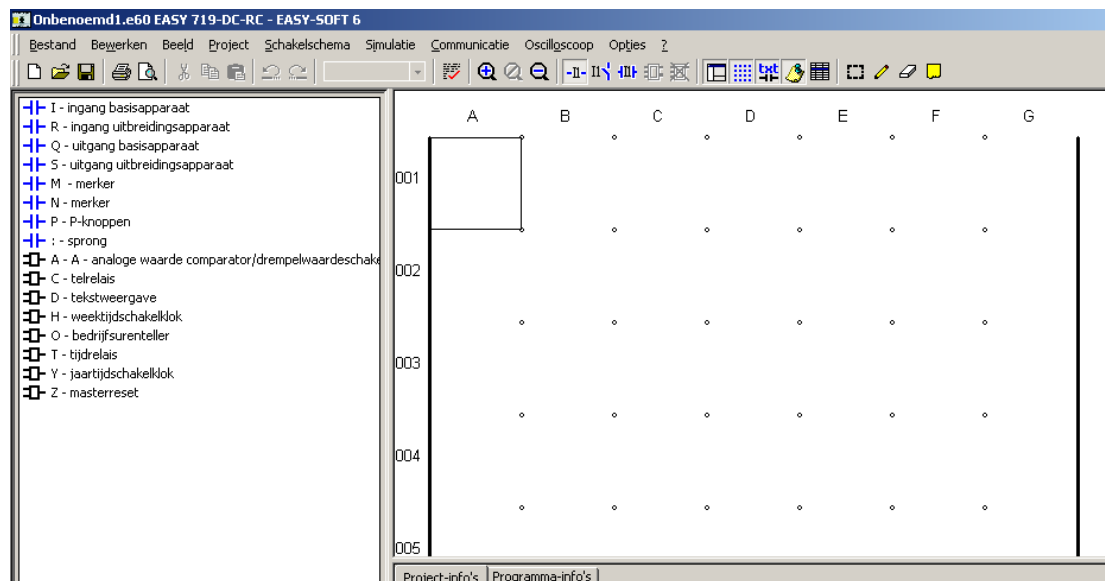 Onbenoemd1.e60 EASY 719-DC-RC - EASY-SOFT 6
Bestand Bewerken Beeld Project Schakelschema Simulatie Communicatie Oscilloscoop Opties ?
txt
I - ingang basisapparaat
R - ingang uitbreidingsapparaat
Q - uitgang basisapparaat
S - uitgang uitbreidingsapparaat
M - merker
N - merker
P - P-knoppen
: - sprong
A - A - analoge waarde comparator/drempelwaardeschake
C - telrelais
D - tekstweergave
H - weektijdschakelklok
O - bedrijfsurenteller
T - tijdrelais
Y - jaartijdschakelklok
Z - masterreset
A B C D E F G
001
002
003
004
005
Project-info's Programma-info's